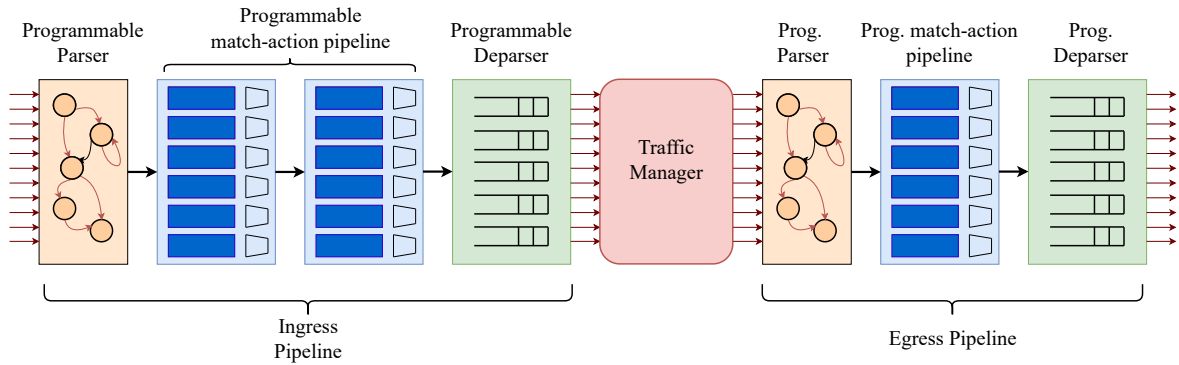 Programmable
Parser
Programmable
match-action pipeline
Programmable
Deparser
Traffic
Manager
Prog.
Parser
Prog. match-action
pipeline
Prog.
Deparser
Ingress
Pipeline
Egress Pipeline